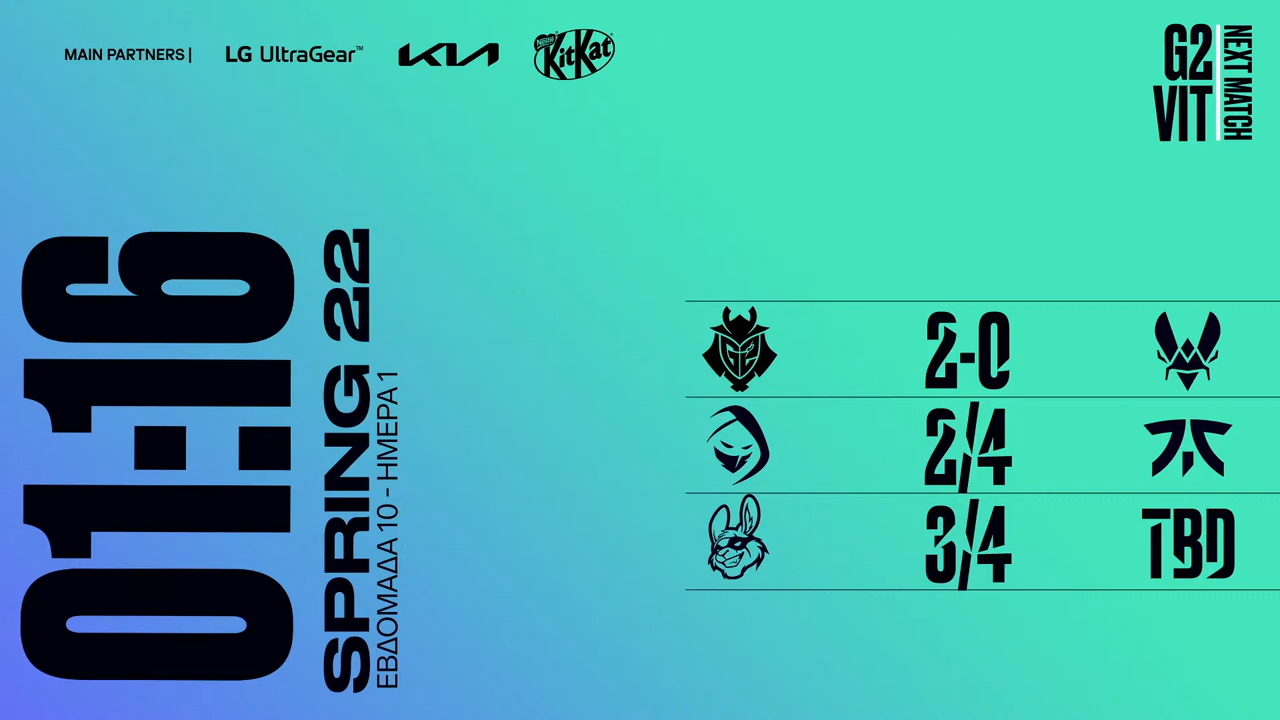 MAIN PARTNERS |
LG UltraGear™
KIA
Nestlé KitKat
G2
VIT
NEXT MATCH
01:16
SPRING 22
ΕΒΔΟΜΑΔΑ 10 - ΗΜΕΡΑ 1
G2
2-0
2/4
3/4
TBD